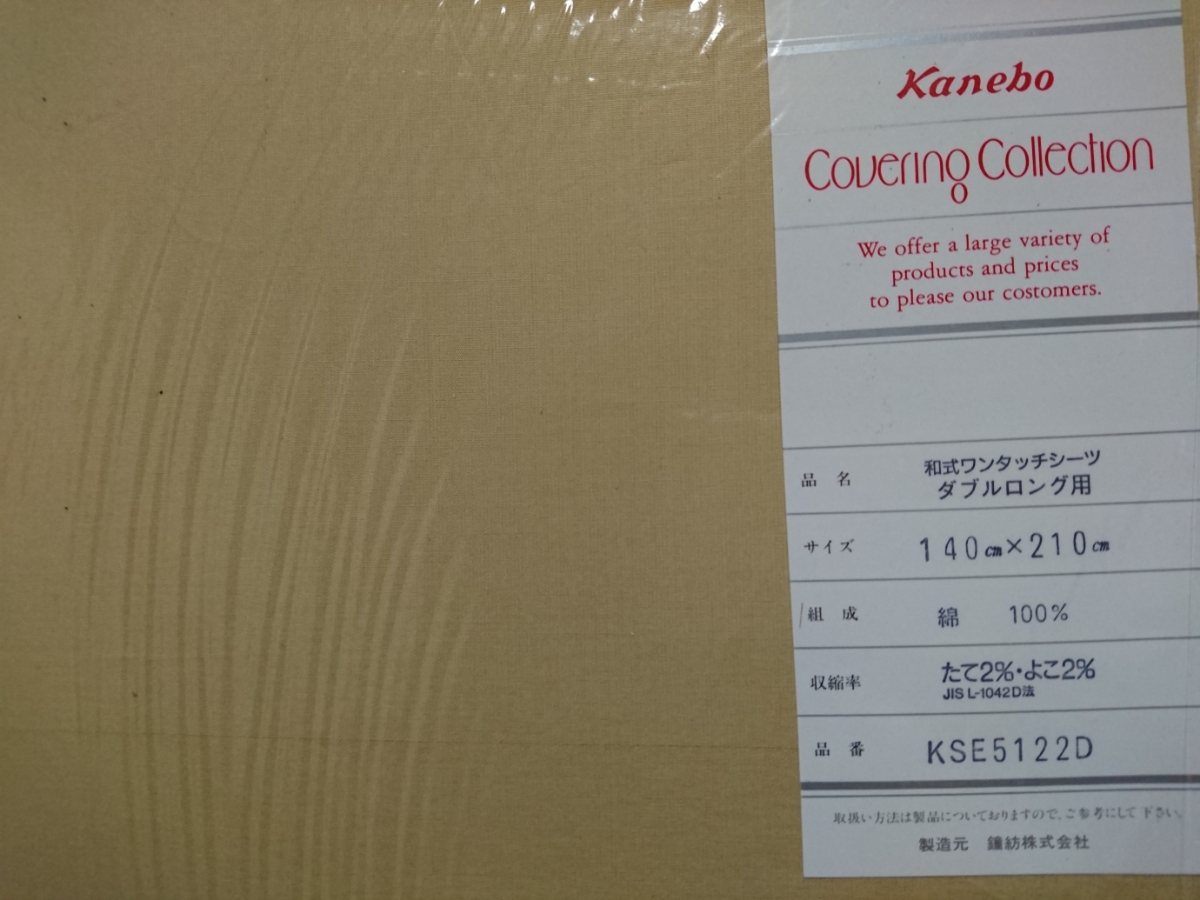 Kanebo
Covering Collection
We offer a large variety of
products and prices
to please our costomers.
品 名 和式ワンタッチシーツ
ダブルロング用
サイズ 140cm×210cm
組 成 綿 100%
収縮率 たて2%・よこ2%
JIS L-1042D法
品 番 KSE5122D
取扱い方法は製品についておりますので、ご参考にして下さい。
製造元 鐘紡株式会社